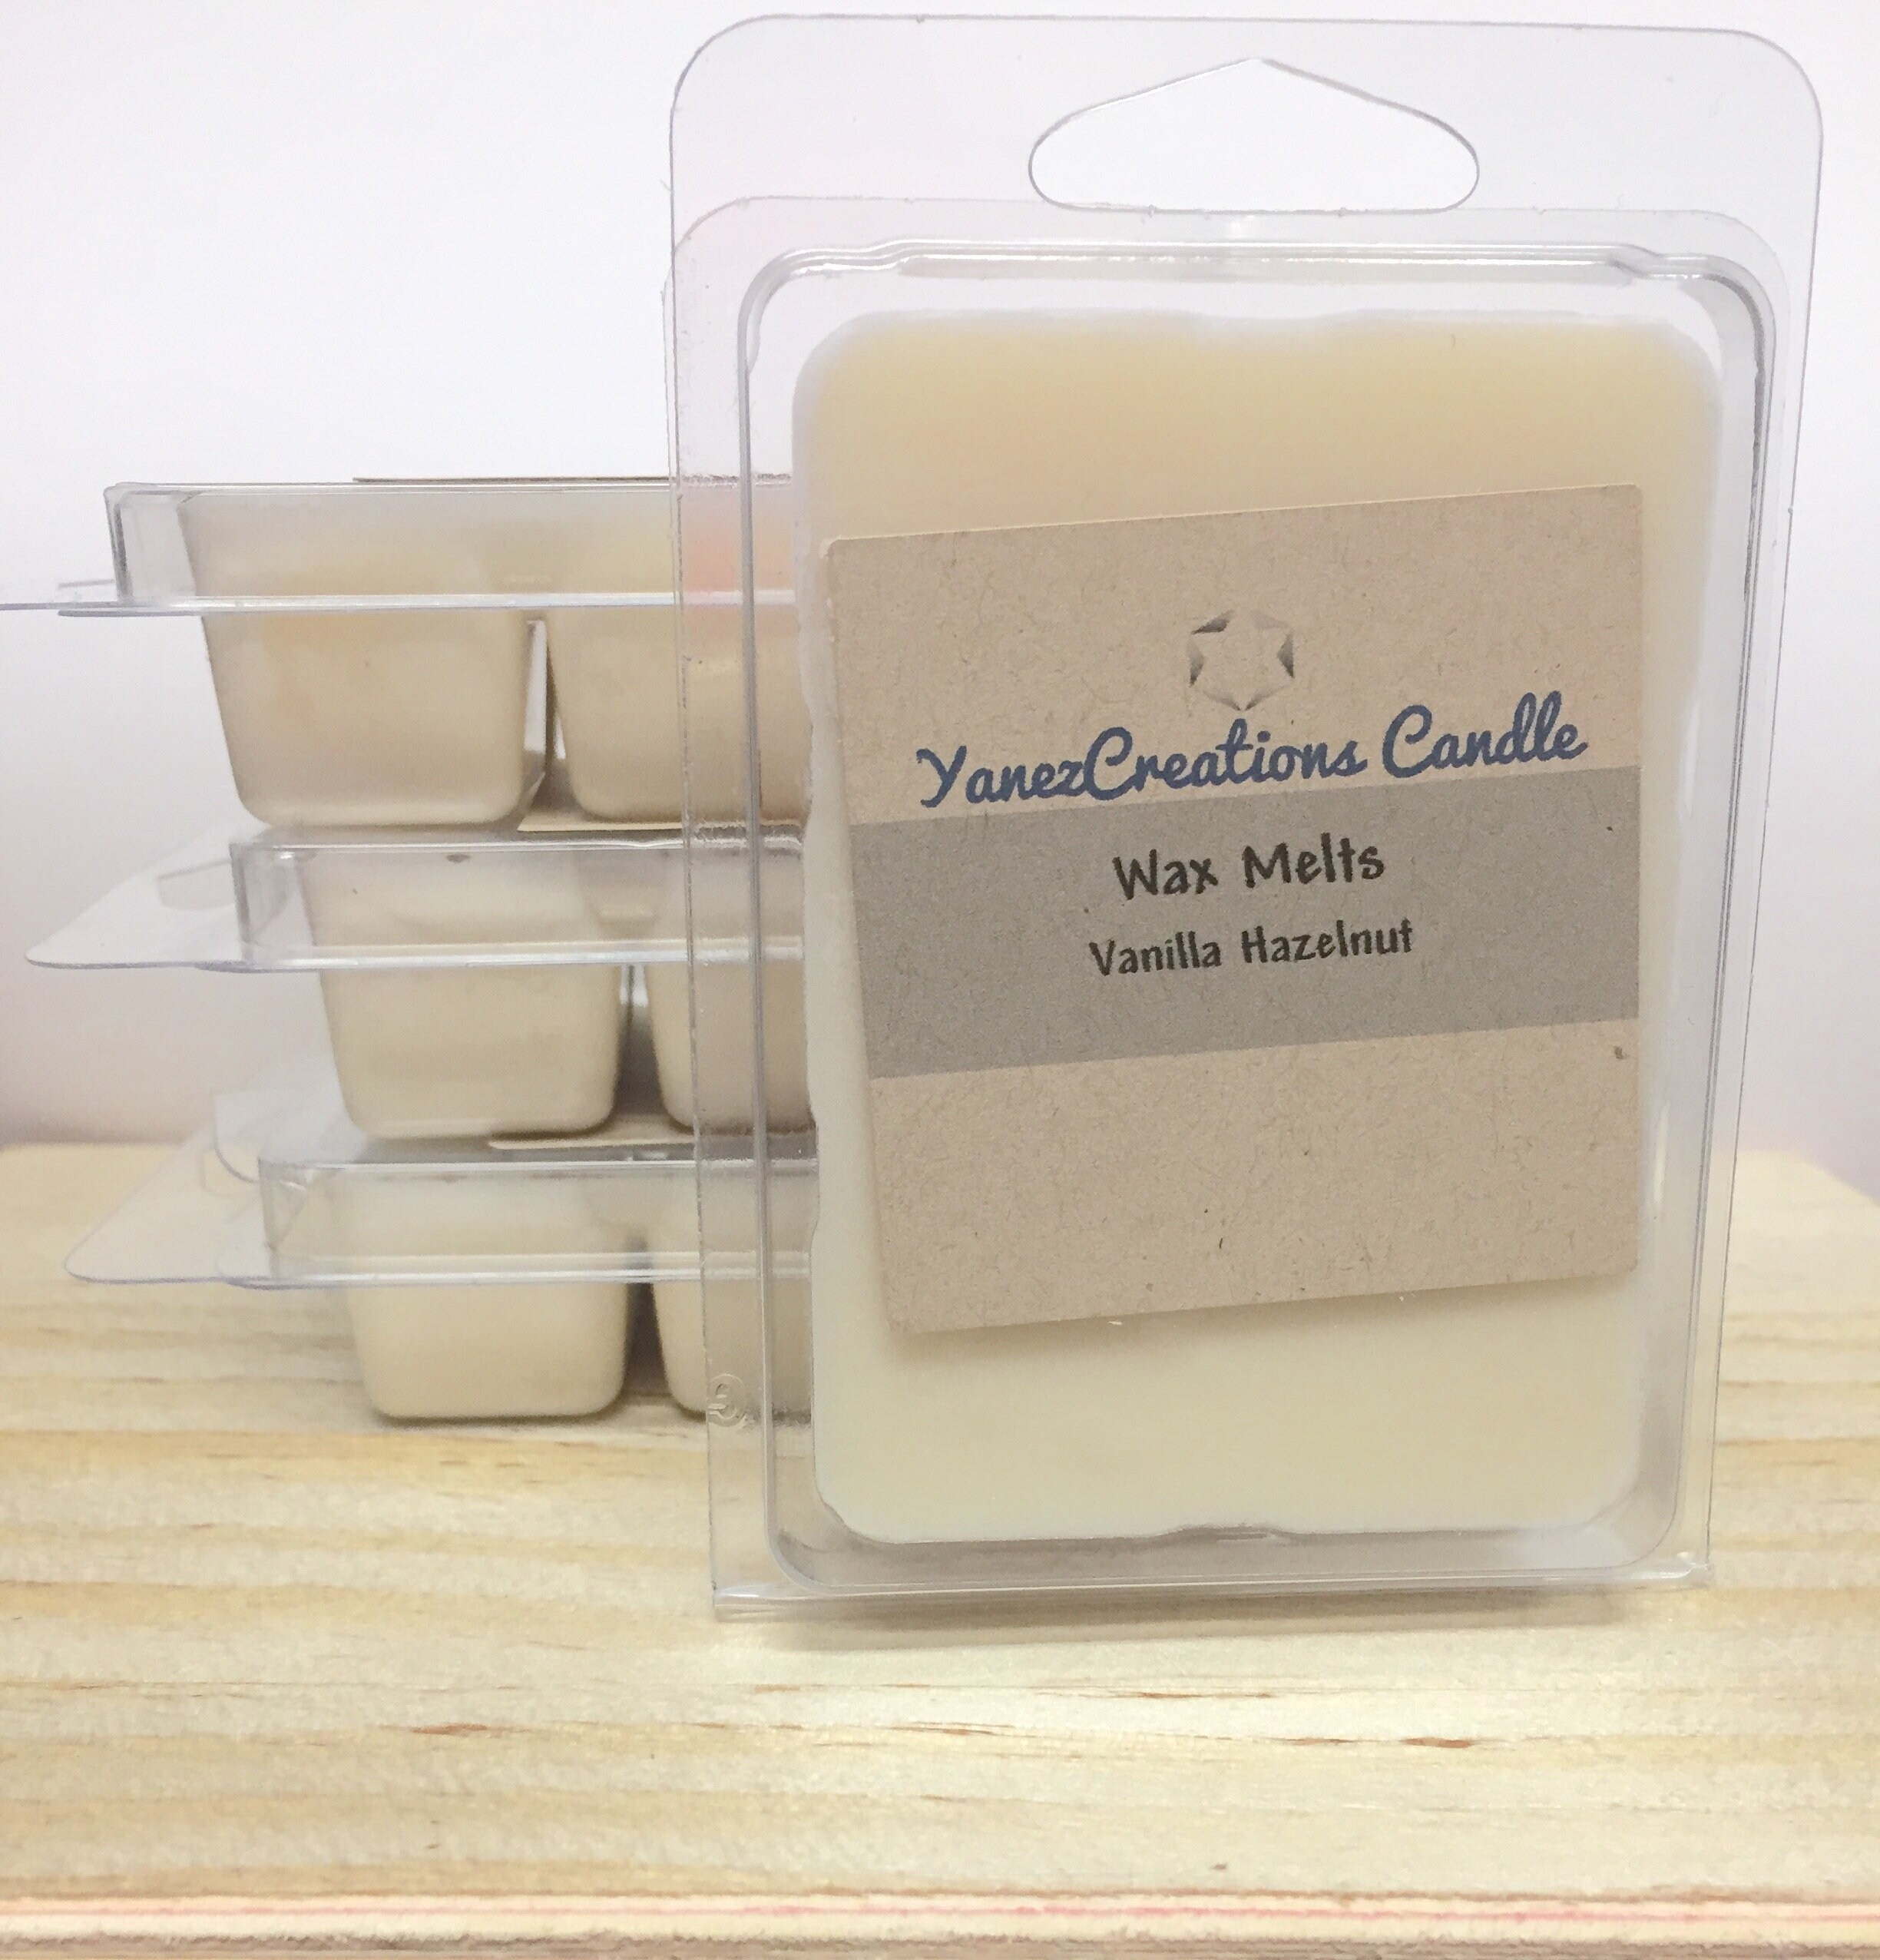 YanezCreations Candle
Wax Melts
Vanilla Hazelnut